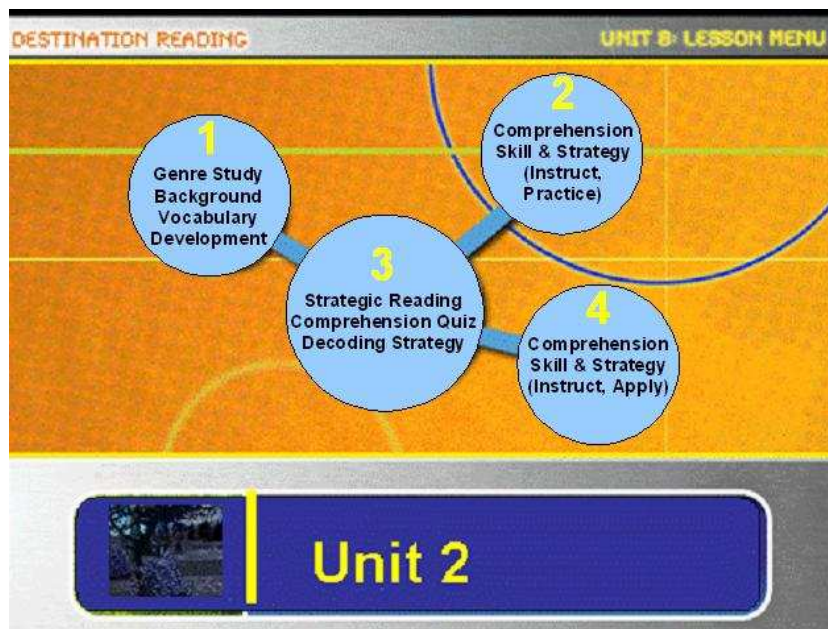 DESTINATION READING
UNIT 8: LESSON MENU
1
Genre Study
Background
Vocabulary
Development
2
Comprehension
Skill & Strategy
(Instruct,
Practice)
3
Strategic Reading
Comprehension Quiz
Decoding Strategy
4
Comprehension
Skill & Strategy
(Instruct, Apply)
Unit 2